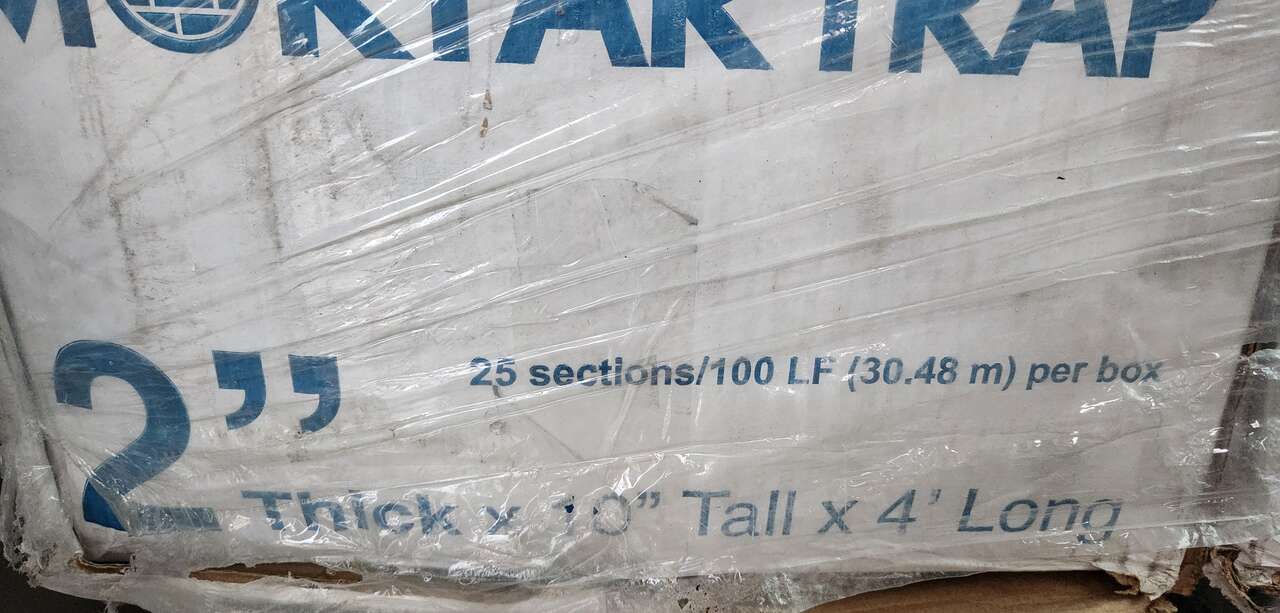 MORTAR TRAP
25 sections/100 LF (30.48 m) per box
2” Thick x 10” Tall x 4’ Long